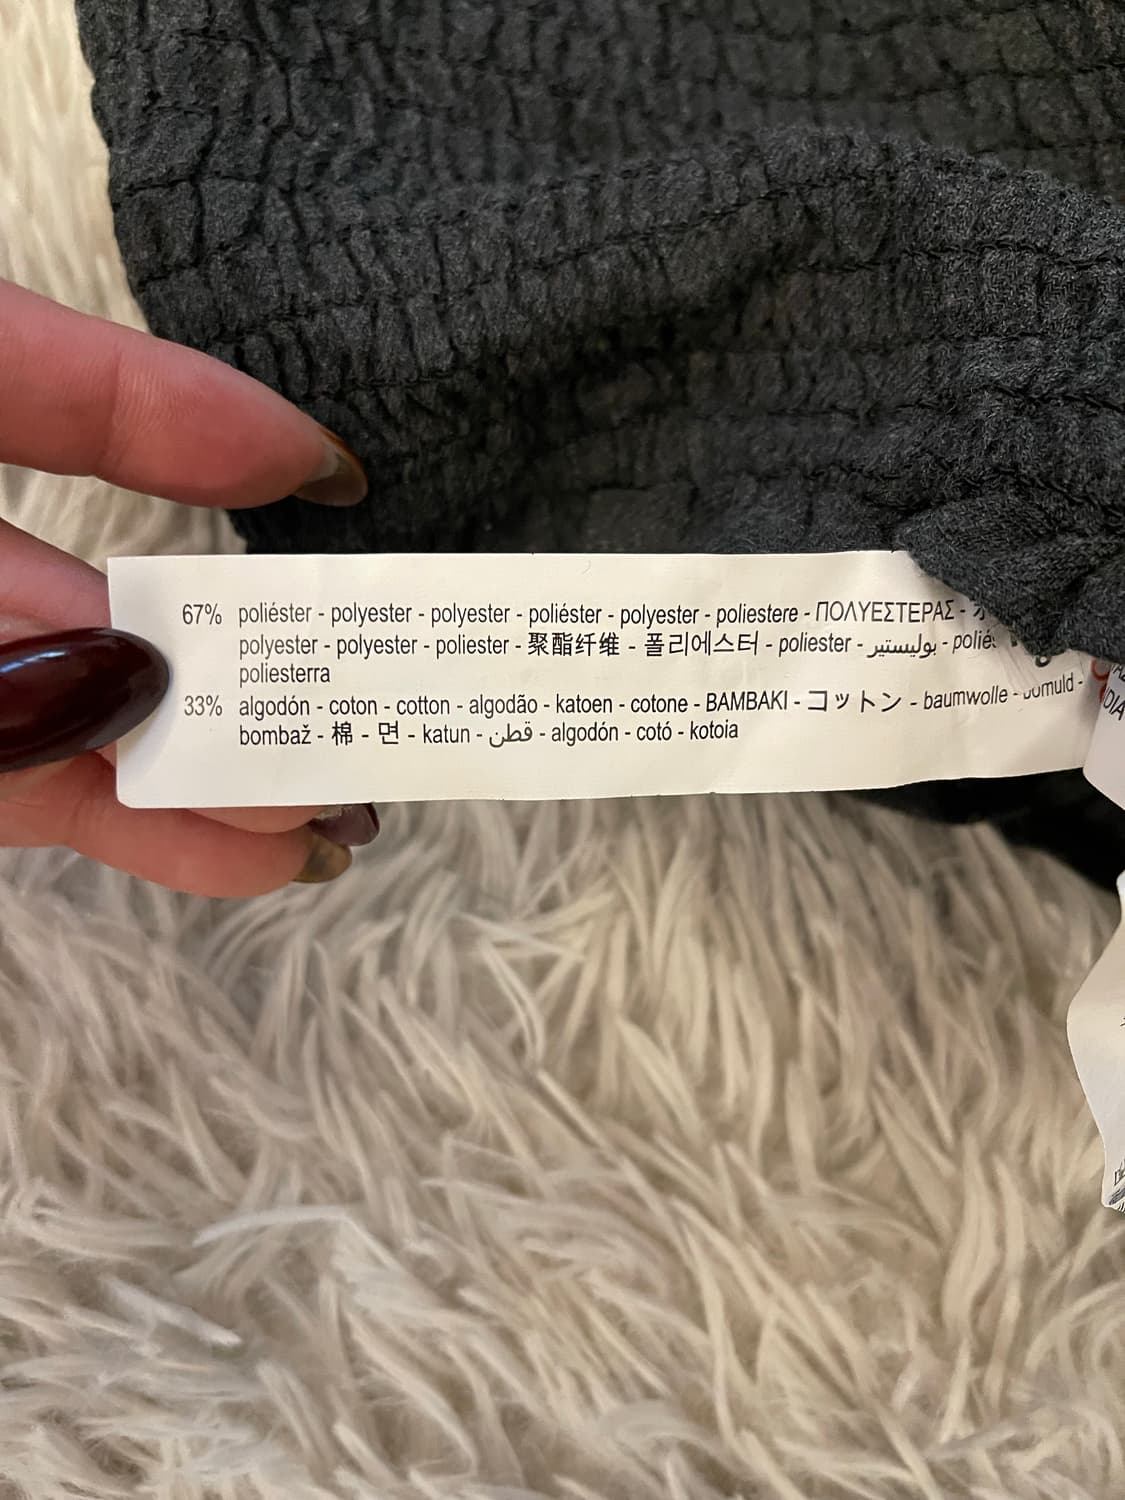 67% poliéster - polyester - polyester - poliéster - polyester - poliestere - ΠΟΛΥΕΣΤΕΡΑΣ -
polyester - polyester - poliester - 聚酯纤维 - 폴리에스터 - poliester - بوليستير -
poliesterra
33% algodón - coton - cotton - algodão - katoen - cotone - BAMBAKI - コットン - baumwolle -
bombaž - 棉 - 면 - katun - قطن - algodón - cotó - kotoia